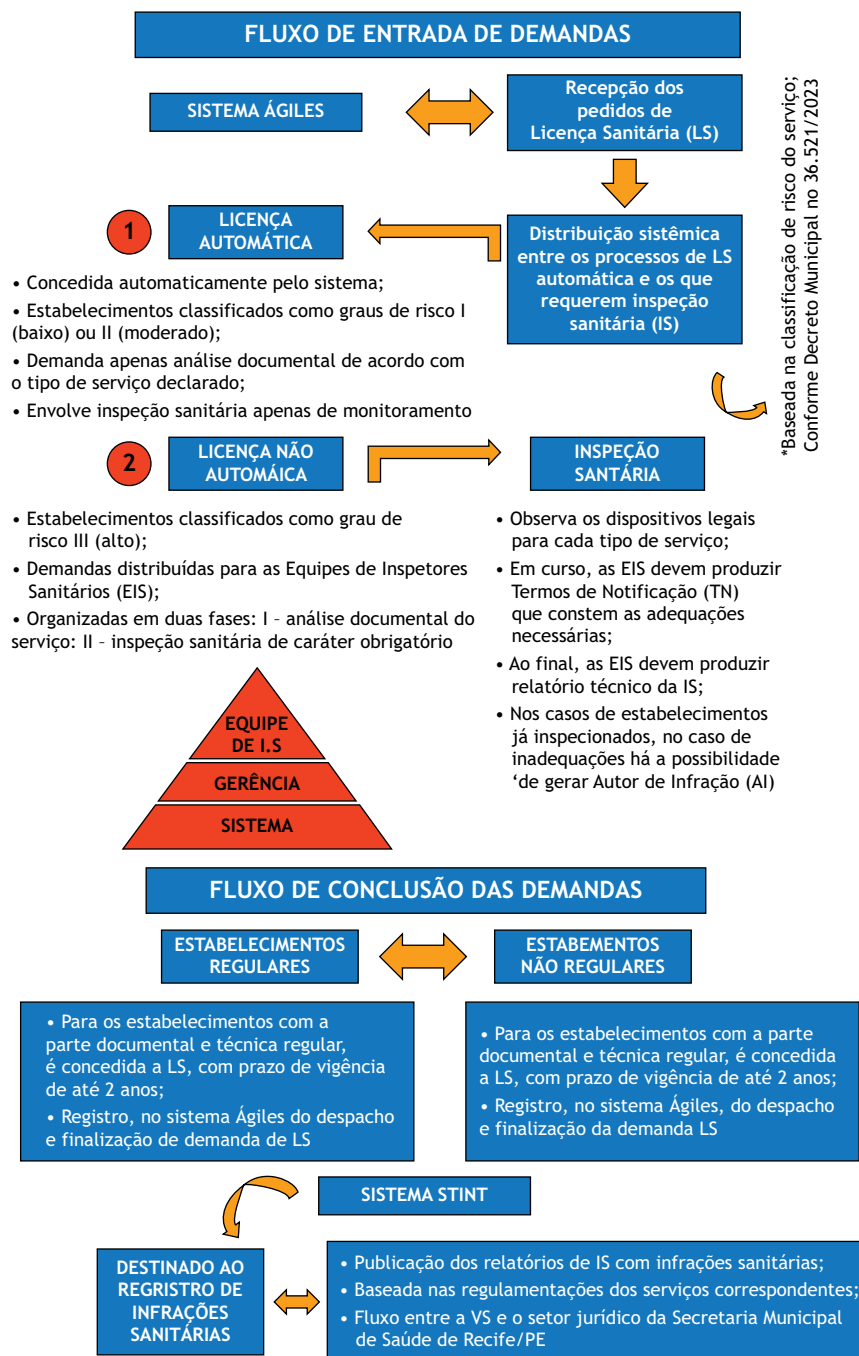 FLUXO DE ENTRADA DE DEMANDAS
SISTEMA ÁGILES
Recepção dos
pedidos de
Licença Sanitária (LS)
*Baseada na classificação de risco do serviço;
Conforme Decreto Municipal no 36.521/2023
1
LICENÇA
AUTOMÁTICA
Distribuição sistêmica
entre os processos de LS
automática e os que
requerem inspeção
sanitária (IS)
• Concedida automaticamente pelo sistema;
• Estabelecimentos classificados como graus de risco I
(baixo) ou II (moderado);
• Demanda apenas análise documental de acordo com
o tipo de serviço declarado;
• Envolve inspeção sanitária apenas de monitoramento
2
LICENÇA NÃO
AUTOMÁICA
INSPEÇÃO
SANTÁRIA
• Estabelecimentos classificados como grau de
risco III (alto);
• Demandas distribuídas para as Equipes de Inspetores
Sanitários (EIS);
• Organizadas em duas fases: I – análise documental do
serviço: II – inspeção sanitária de caráter obrigatório
• Observa os dispositivos legais
para cada tipo de serviço;
• Em curso, as EIS devem produzir
Termos de Notificação (TN)
que constem as adequações
necessárias;
• Ao final, as EIS devem produzir
relatório técnico da IS;
• Nos casos de estabelecimentos
já inspecionados, no caso de
inadequações há a possibilidade
‘de gerar Autor de Infração (AI)
EQUIPE
DE I.S
GERÊNCIA
SISTEMA
FLUXO DE CONCLUSÃO DAS DEMANDAS
ESTABELECIMENTOS
REGULARES
ESTABEMENTOS
NÃO REGULARES
• Para os estabelecimentos com a
parte documental e técnica regular,
é concedida a LS, com prazo de vigência
de até 2 anos;
• Registro, no sistema Ágiles do despacho
e finalização de demanda de LS
• Para os estabelecimentos com a parte
documental e técnica regular, é concedida
a LS, com prazo de vigência de até 2 anos;
• Registro, no sistema Ágiles, do despacho
e finalização da demanda LS
SISTEMA STINT
DESTINADO AO
REGRISTRO DE
INFRAÇÕES
SANITÁRIAS
• Publicação dos relatórios de IS com infrações sanitárias;
• Baseada nas regulamentações dos serviços correspondentes;
• Fluxo entre a VS e o setor jurídico da Secretaria Municipal
de Saúde de Recife/PE